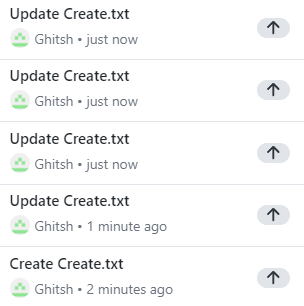 Update Create.txt
Ghitsh • just now
Update Create.txt
Ghitsh • just now
Update Create.txt
Ghitsh • just now
Update Create.txt
Ghitsh • 1 minute ago
Create Create.txt
Ghitsh • 2 minutes ago